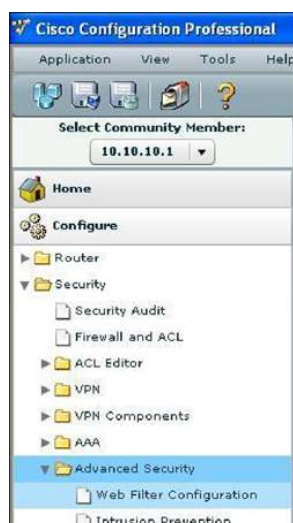 Cisco Configuration Professional
Application View Tools Help
Select Community Member:
10.10.10.1
Home
Configure
Router
Security
Security Audit
Firewall and ACL
ACL Editor
VPN
VPN Components
AAA
Advanced Security
Web Filter Configuration
Intrusion Prevention